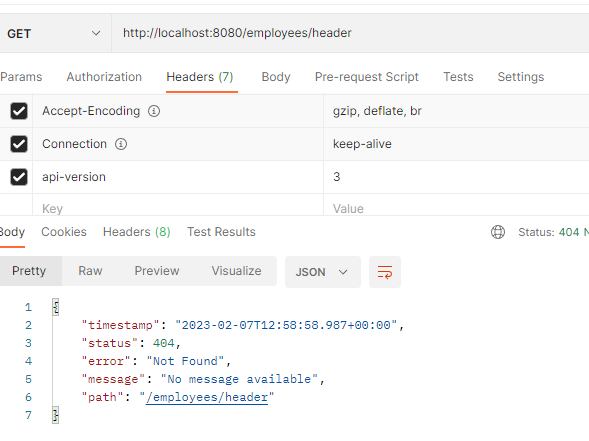 GET http://localhost:8080/employees/header
Params Authorization Headers (7) Body Pre-request Script Tests Settings
Accept-Encoding gzip, deflate, br
Connection keep-alive
api-version 3
Key Value
Body Cookies Headers (8) Test Results Status: 404 N
Pretty Raw Preview Visualize JSON
1 {
2 "timestamp": "2023-02-07T12:58:58.987+00:00",
3 "status": 404,
4 "error": "Not Found",
5 "message": "No message available",
6 "path": "/employees/header"
7 }